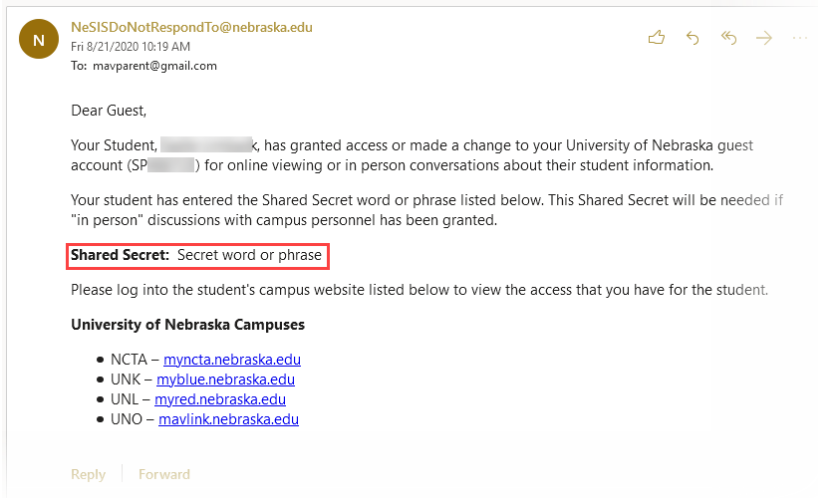 N
NeSISDoNotRespondTo@nebraska.edu
Fri 8/21/2020 10:19 AM
To: mavparent@gmail.com
Dear Guest,
Your Student, k, has granted access or made a change to your University of Nebraska guest
account (SP ) for online viewing or in person conversations about their student information.
Your student has entered the Shared Secret word or phrase listed below. This Shared Secret will be needed if
"in person" discussions with campus personnel has been granted.
Shared Secret: Secret word or phrase
Please log into the student's campus website listed below to view the access that you have for the student.
University of Nebraska Campuses
• NCTA – myncta.nebraska.edu
• UNK – myblue.nebraska.edu
• UNL – myred.nebraska.edu
• UNO – mavlink.nebraska.edu
Reply | Forward